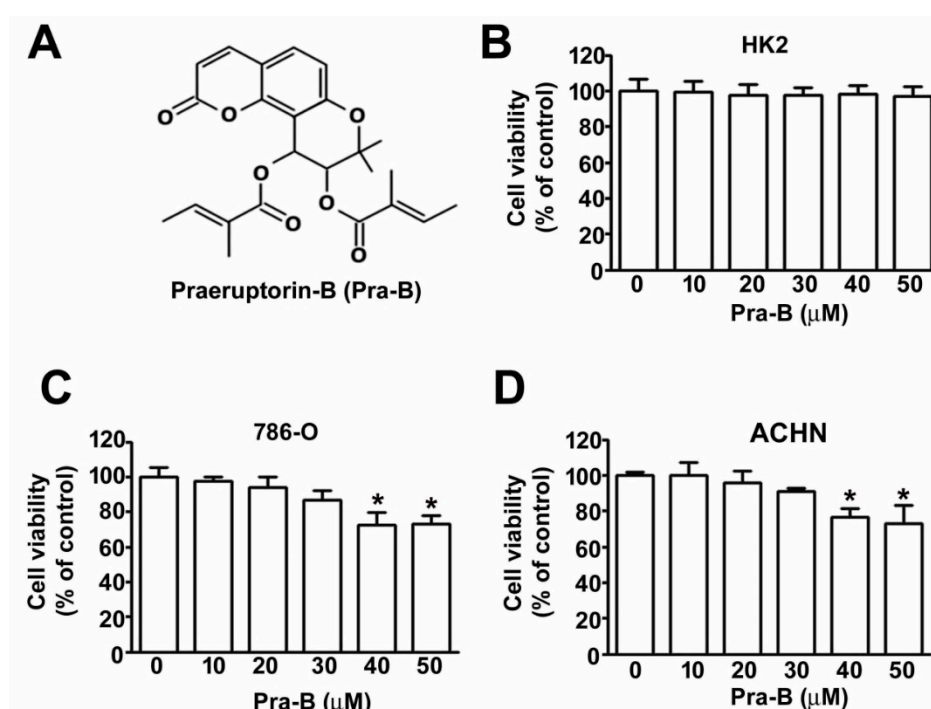 A
O
O
O
O
O
O
O
Praeruptorin-B (Pra-B)
B
HK2
Cell viability
(% of control)
120
100
80
60
40
20
0
0 10 20 30 40 50
Pra-B (μM)
C
786-O
Cell viability
(% of control)
120
100
80
60
40
20
0
* *
0 10 20 30 40 50
Pra-B (μM)
D
ACHN
Cell viability
(% of control)
120
100
80
60
40
20
0
* *
0 10 20 30 40 50
Pra-B (μM)